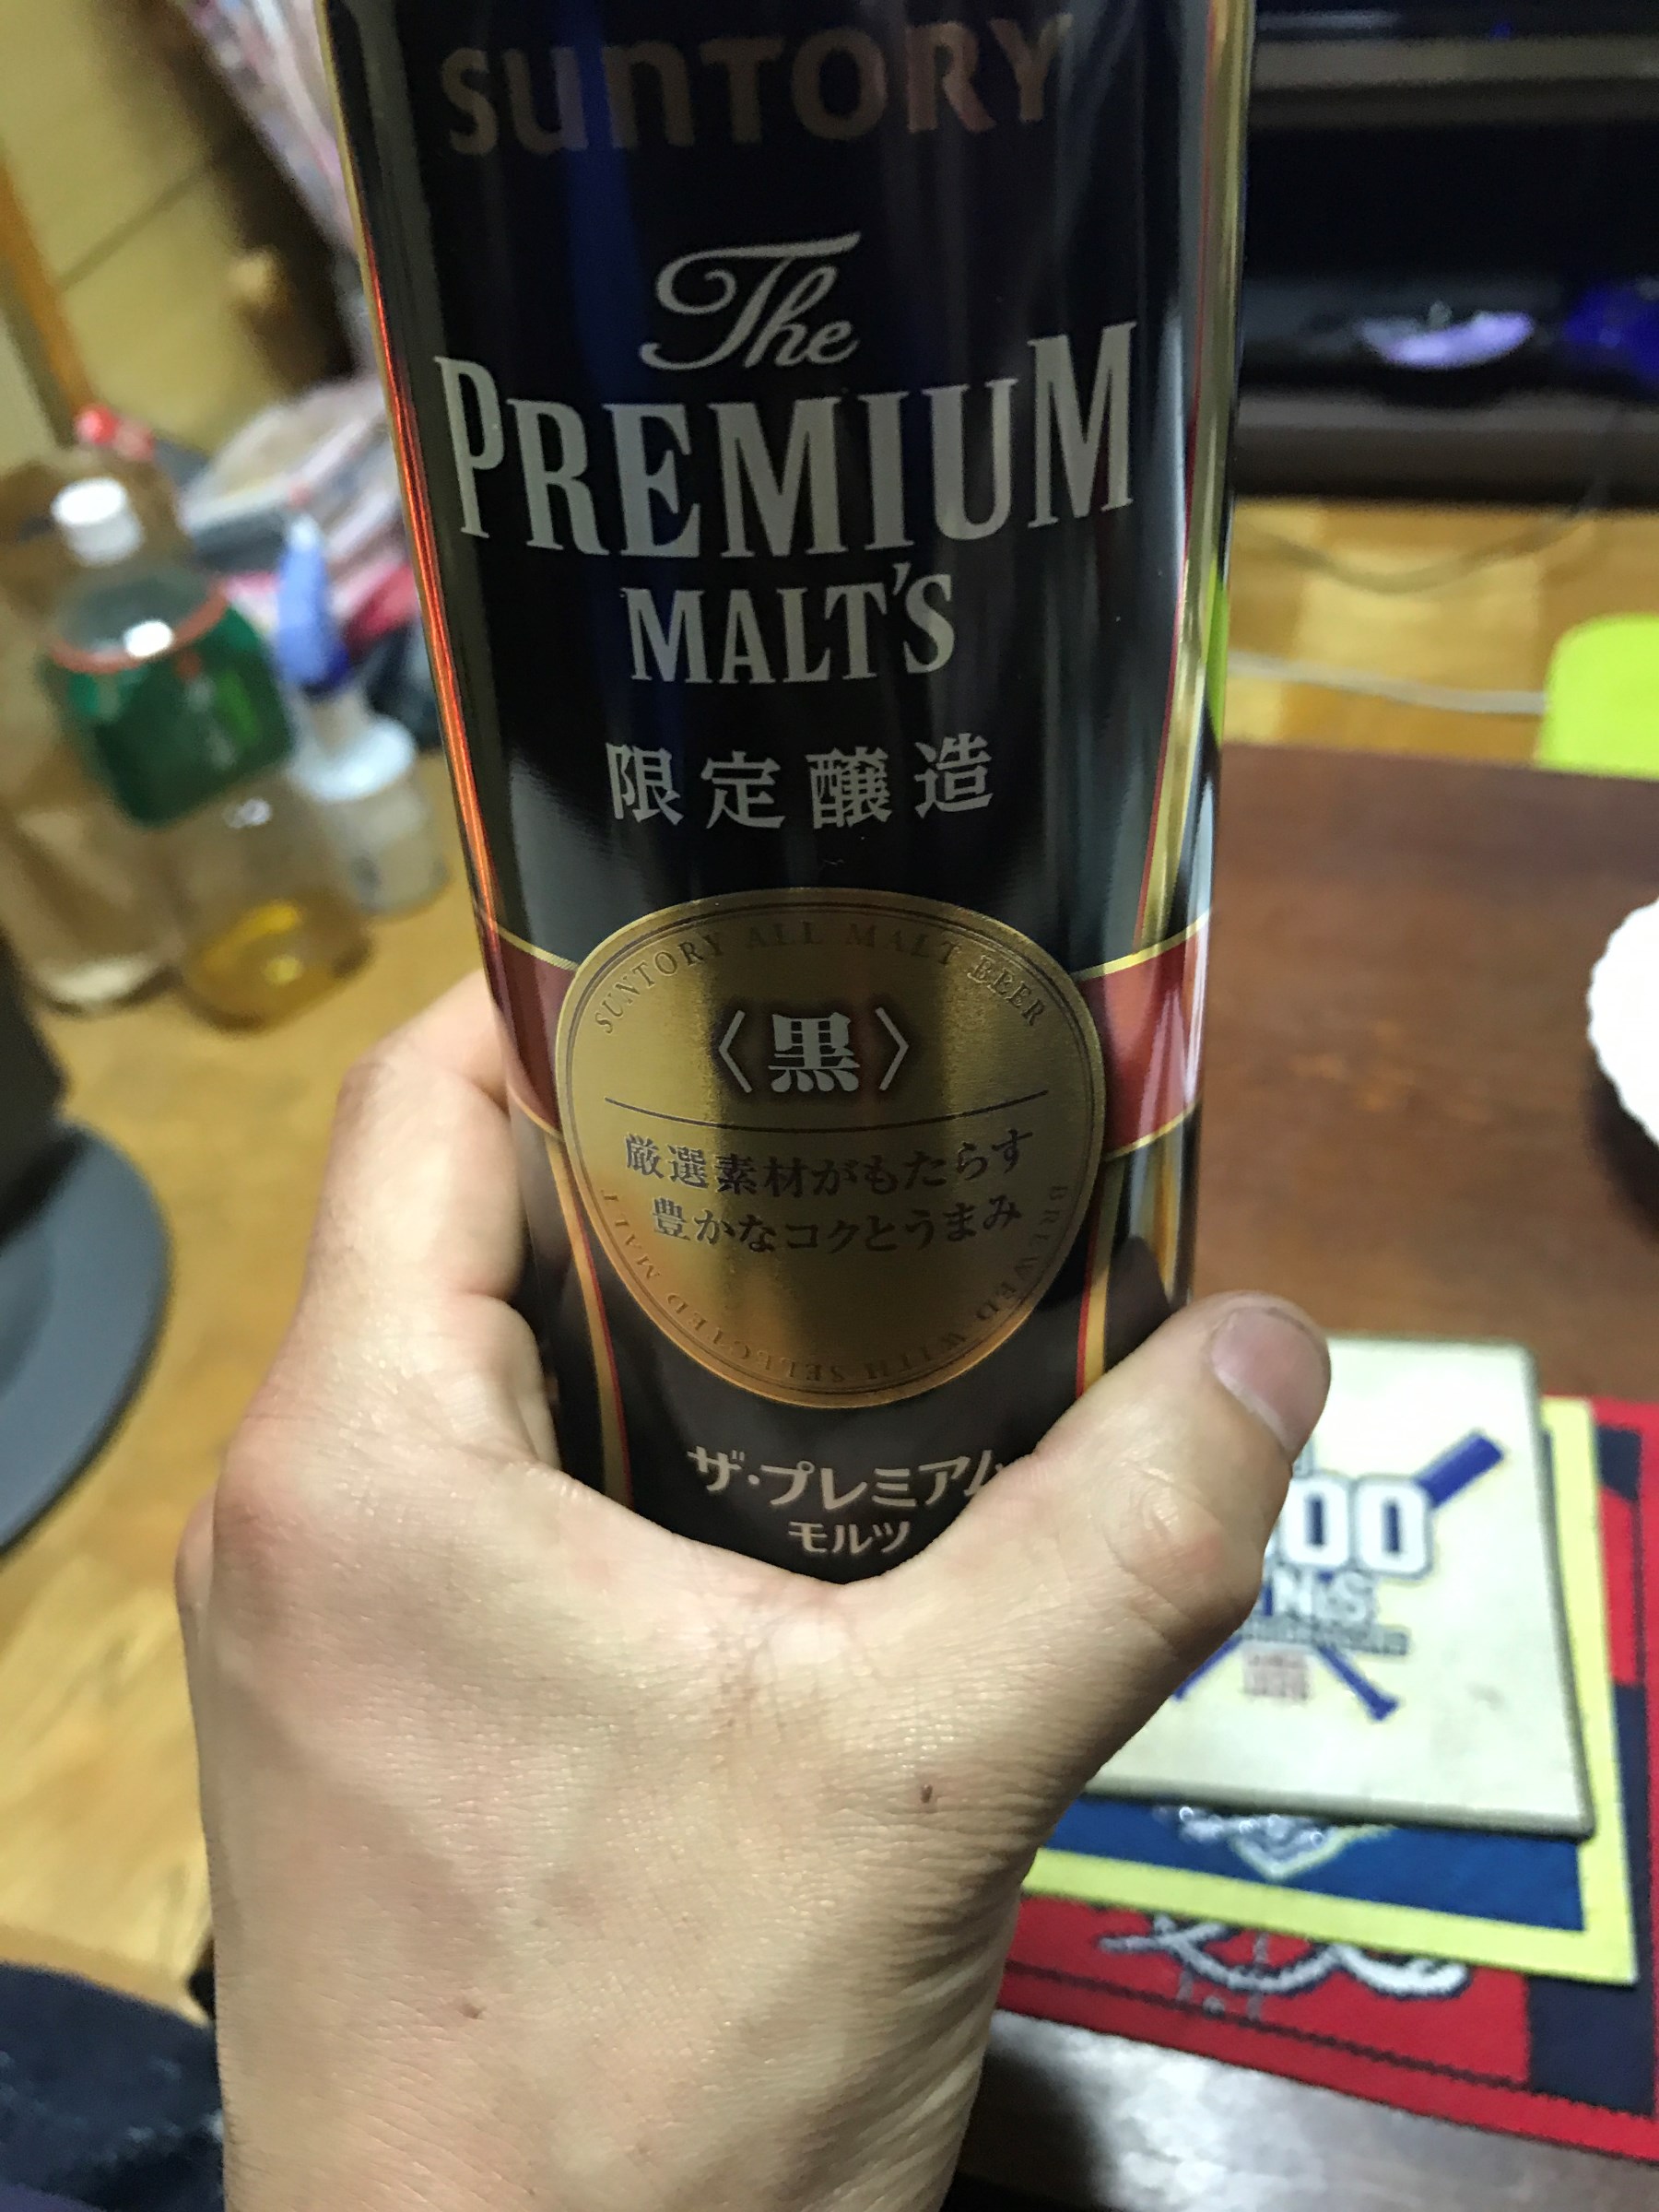 SUNTORY
The
PREMIUM
MALT'S
限定醸造
SUNTORY ALL MALT BEER
〈黒〉
厳選素材がもたらす
豊かなコクとうまみ
BREWED WITH SELECTED MALT
ザ・プレミアム
モルツ